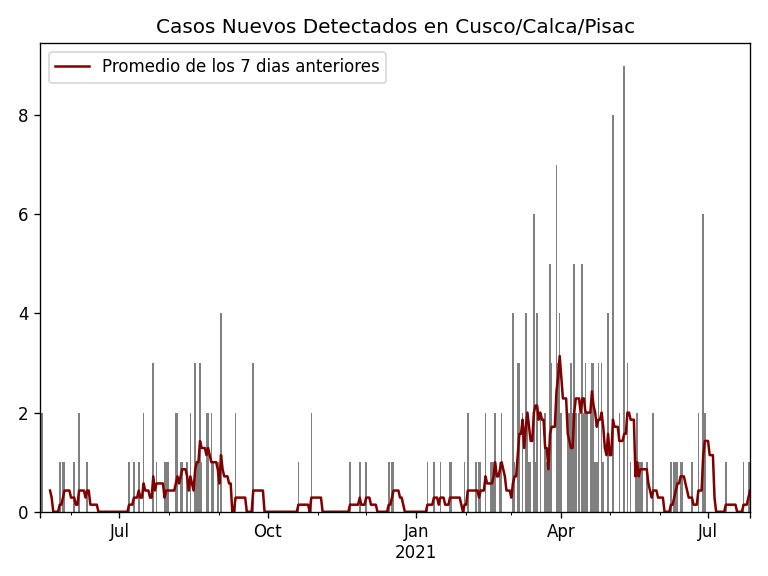 Casos Nuevos Detectados en Cusco/Calca/Pisac
Promedio de los 7 dias anteriores
8
6
4
2
0
Jul
Oct
Jan
2021
Apr
Jul